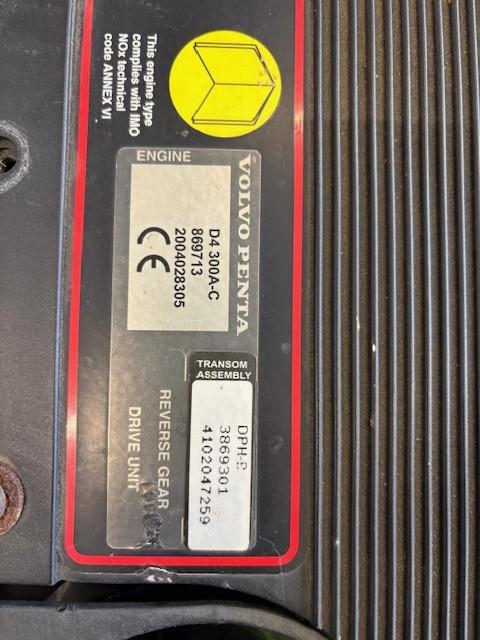 This engine type
complies with IMO
NOx technical
code ANNEX VI
VOLVO PENTA
ENGINE
D4 300A-C
869713
2004028305
CE
TRANSOM
ASSEMBLY
DPH-B
3869301
4102047259
REVERSE GEAR
DRIVE UNIT